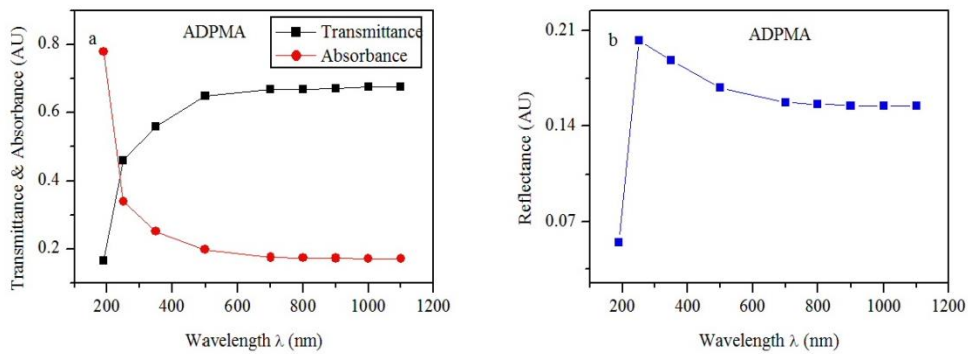 a
ADPMA
Transmittance
Absorbance
0.8
0.6
0.4
0.2
Transmittance & Absorbance (AU)
200 400 600 800 1000 1200
Wavelength λ (nm)
b
ADPMA
0.21
0.14
0.07
Reflectance (AU)
200 400 600 800 1000 1200
Wavelength λ (nm)